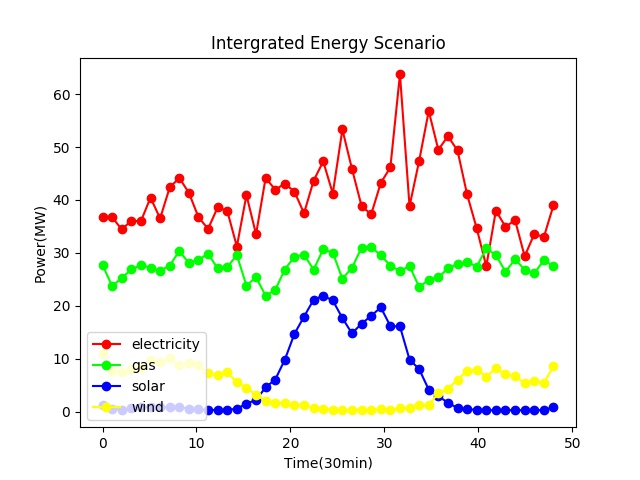 Intergrated Energy Scenario
Power(MW)
60
50
40
30
20
10
0
electricity
gas
solar
wind
0 10 20 30 40 50
Time(30min)